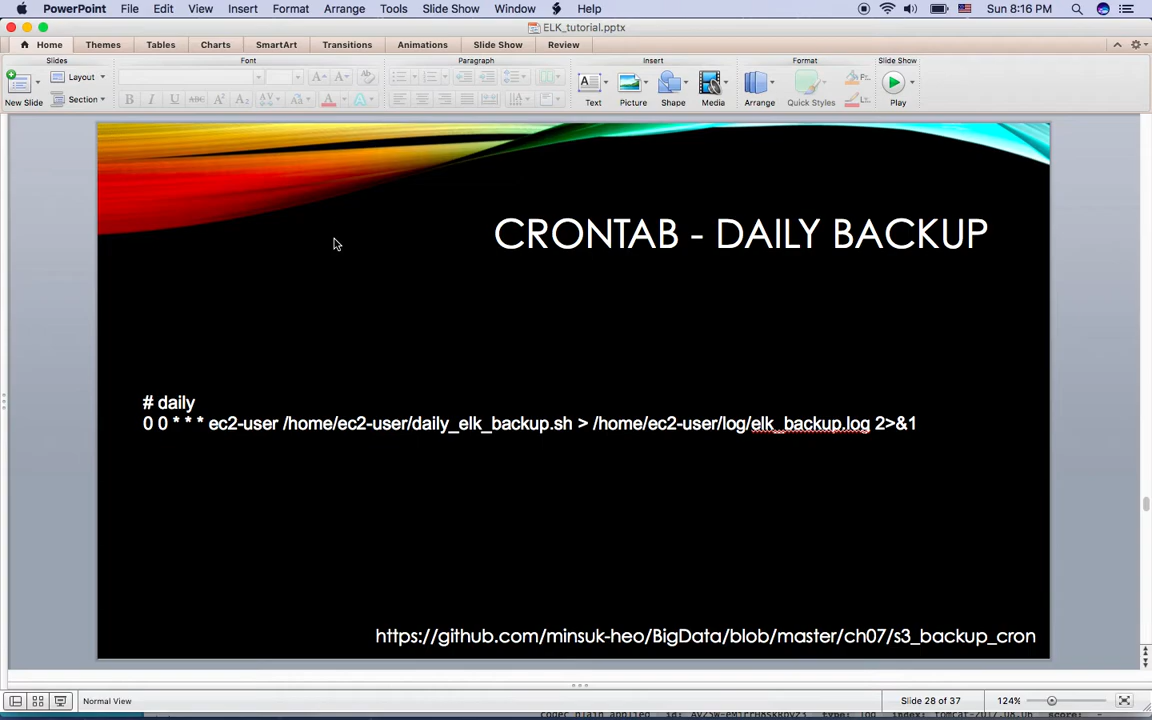 PowerPoint File Edit View Insert Format Arrange Tools Slide Show Window Help Sun 8:16 PM
ELK_tutorial.pptx
Home Themes Tables Charts SmartArt Transitions Animations Slide Show Review
Slides Font Paragraph Insert Format Slide Show
Layout
New Slide Section Text Picture Shape Media Arrange Quick Styles Play
CRONTAB - DAILY BACKUP
# daily
0 0 * * * ec2-user /home/ec2-user/daily_elk_backup.sh > /home/ec2-user/log/elk_backup.log 2>&1
https://github.com/minsuk-heo/BigData/blob/master/ch07/s3_backup_cron
Normal View Slide 28 of 37 124%